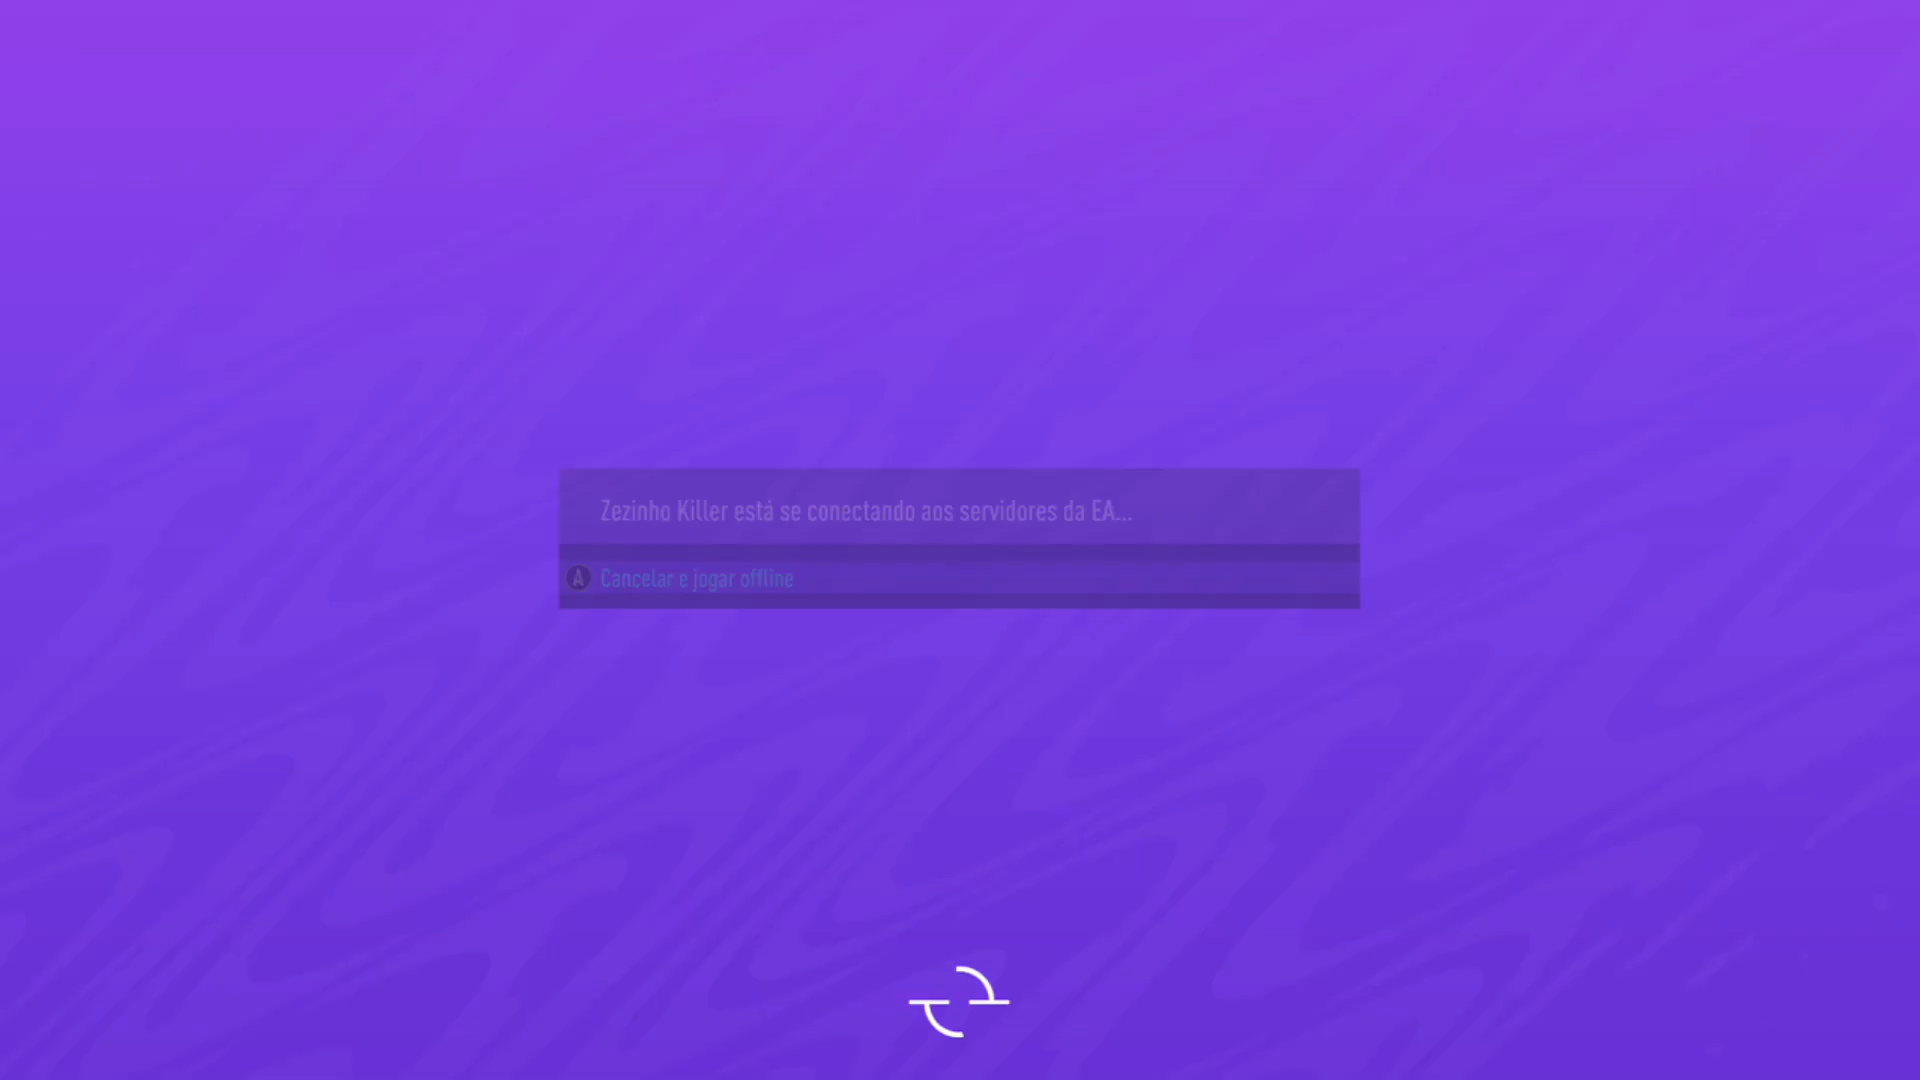 Zezinho Killer está se conectando aos servidores da EA...
A Cancelar e jogar offline